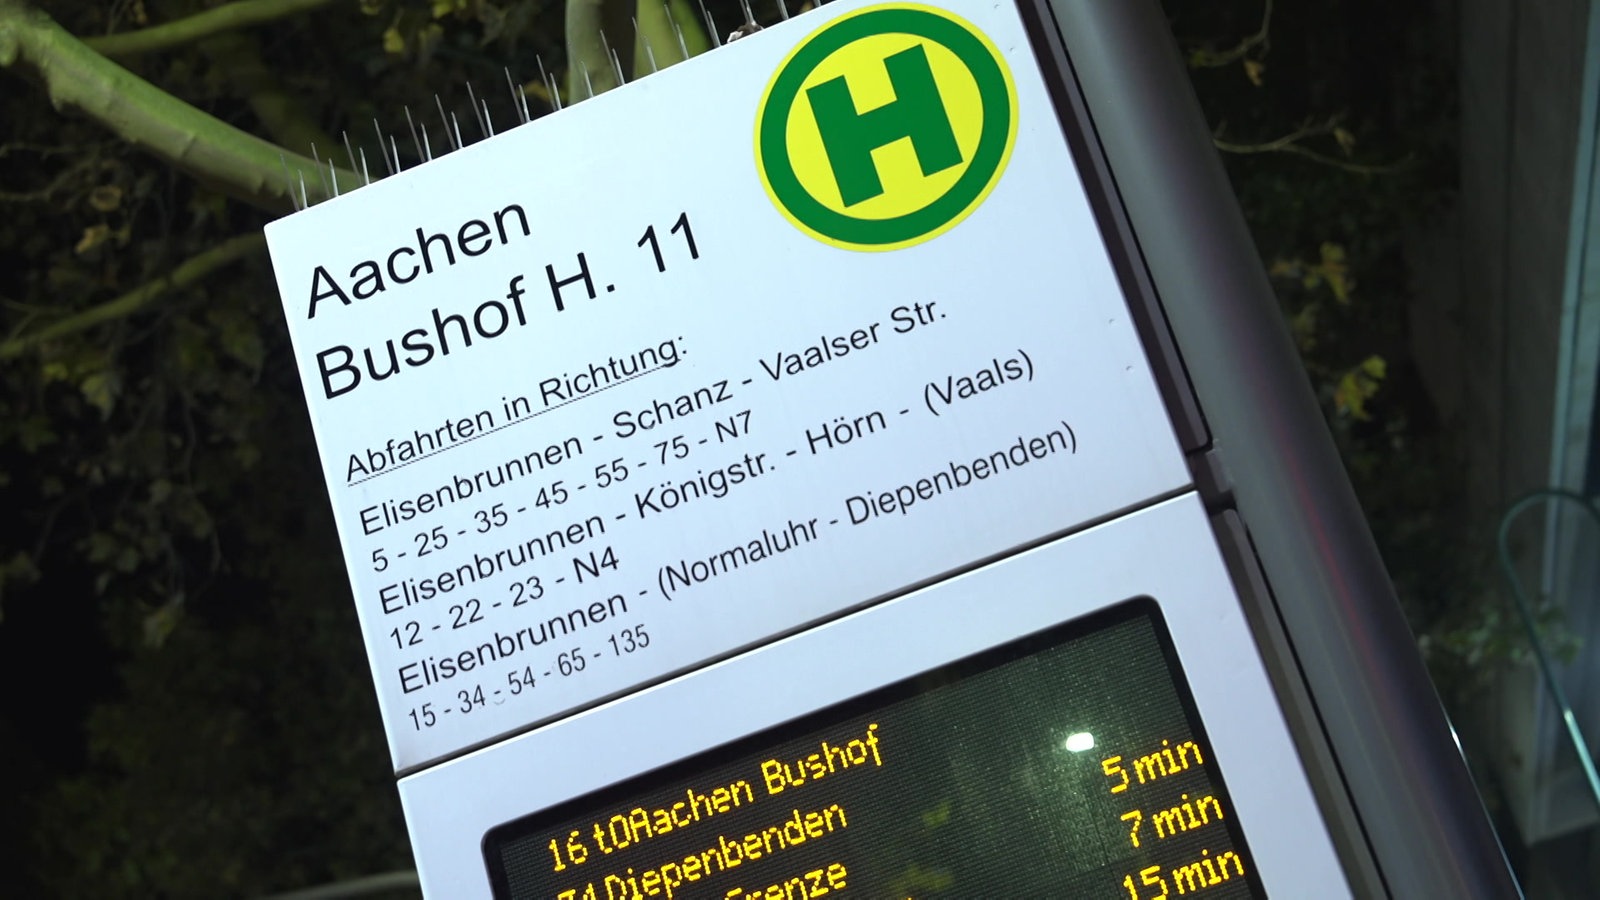 H
Aachen
Bushof H. 11
Abfahrten in Richtung:
Elisenbrunnen - Schanz - Vaalser Str.
5 - 25 - 35 - 45 - 55 - 75 - N7
Elisenbrunnen - Königstr. - Hörn - (Vaals)
12 - 22 - 23 - N4
Elisenbrunnen - (Normaluhr - Diepenbenden)
15 - 34 - 54 - 65 - 135
16 tOAachen Bushof 5 min
Diepenbenden 7 min
15 min